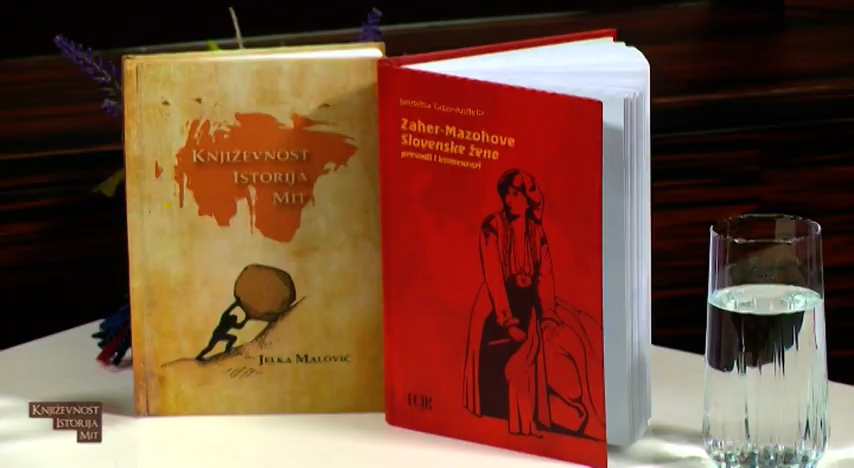 Književnost
Istorija
Mit
Jelka Malović
Zaher-Mazohove
Slovenske žene
prevodi i komentari
Književnost
Istorija
Mit